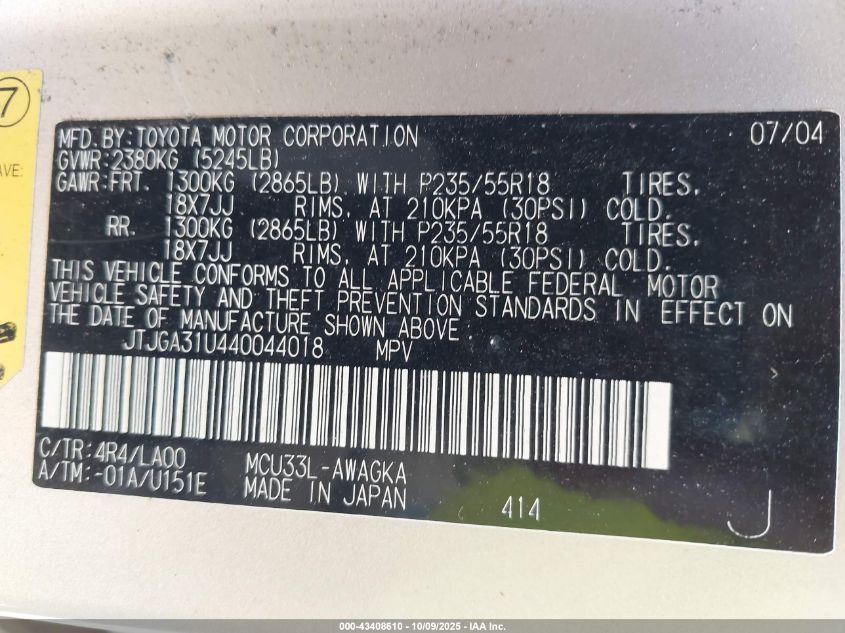 7
AVE:
MFD. BY: TOYOTA MOTOR CORPORATION 07/04
GVWR: 2380KG (5245LB)
GAWR: FRT. 1300KG (2865LB) WITH P235/55R18 TIRES,
18X7JJ RIMS, AT 210KPA (30PSI) COLD.
RR. 1300KG (2865LB) WITH P235/55R18 TIRES,
18X7JJ RIMS, AT 210KPA (30PSI) COLD.
THIS VEHICLE CONFORMS TO ALL APPLICABLE FEDERAL MOTOR
VEHICLE SAFETY AND THEFT PREVENTION STANDARDS IN EFFECT ON
THE DATE OF MANUFACTURE SHOWN ABOVE
JTJGA31U440044018 MPV
C/TR: 4R4/LA00 MCU33L-AWAGKA
A/TM: -01A/U151E MADE IN JAPAN 414 J
000-43408610 - 10/09/2025 - IAA Inc.